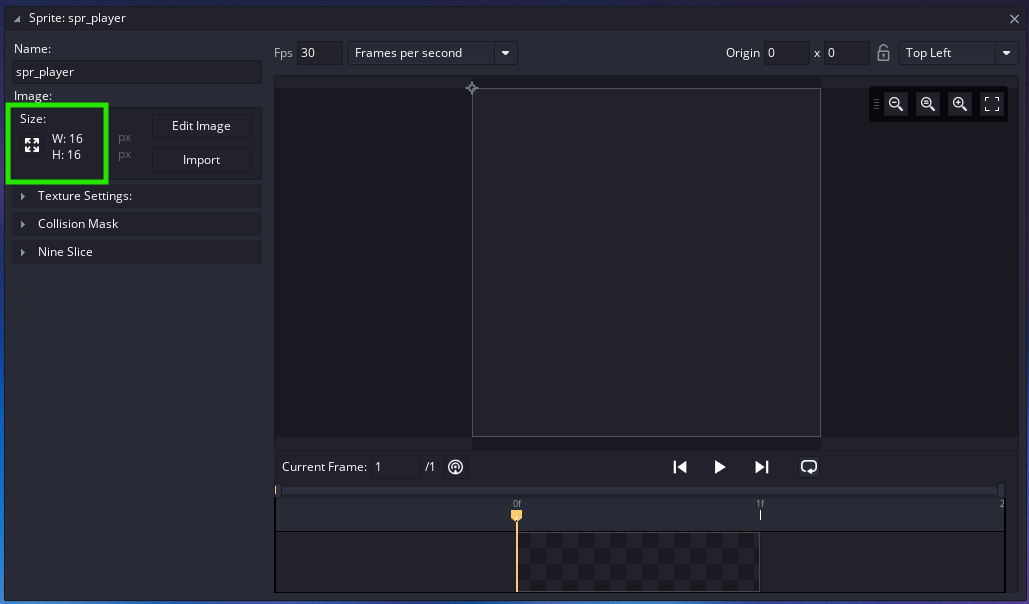 Sprite: spr_player
Name:
spr_player
Image:
Size:
W: 16 px
H: 16 px
Edit Image
Import
Texture Settings:
Collision Mask
Nine Slice
Fps 30 Frames per second
Origin 0 x 0 Top Left
Current Frame: 1 /1
0f 1f 2